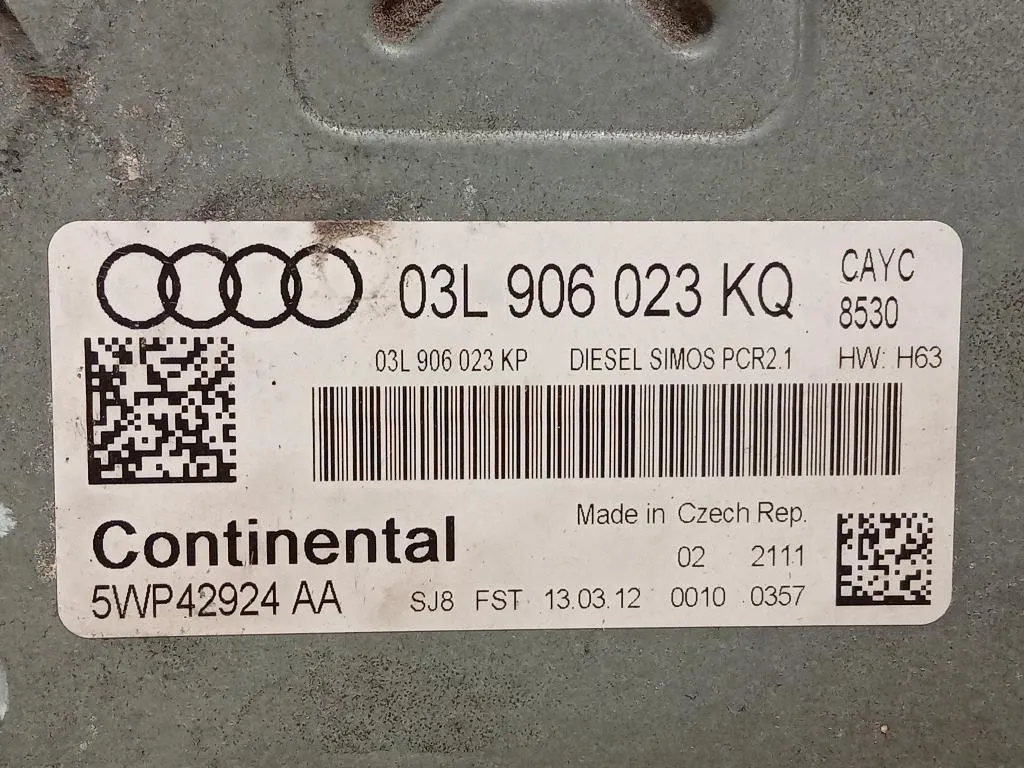 03L 906 023 KQ
CAYC
8530
03L 906 023 KP DIESEL SIMOS PCR2.1 HW: H63
Made in Czech Rep.
Continental
02 2111
5WP42924 AA SJ8 FST 13.03.12 0010 0357